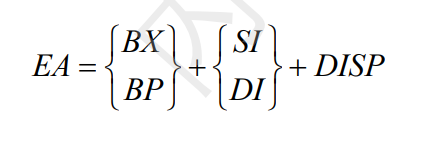 EA = { BX BP } + { SI DI } + DISP